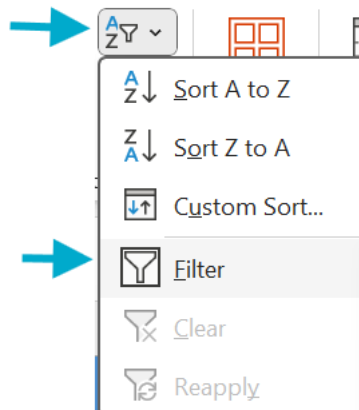 Sort A to Z
Sort Z to A
Custom Sort...
Filter
Clear
Reapply